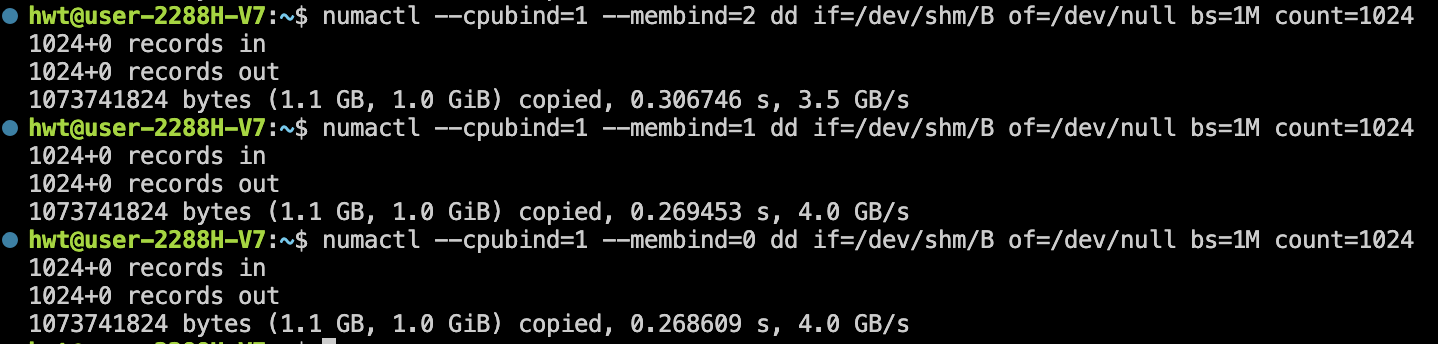 hwt@user-2288H-V7:~$ numactl --cpubind=1 --membind=2 dd if=/dev/shm/B of=/dev/null bs=1M count=1024
1024+0 records in
1024+0 records out
1073741824 bytes (1.1 GB, 1.0 GiB) copied, 0.306746 s, 3.5 GB/s
hwt@user-2288H-V7:~$ numactl --cpubind=1 --membind=1 dd if=/dev/shm/B of=/dev/null bs=1M count=1024
1024+0 records in
1024+0 records out
1073741824 bytes (1.1 GB, 1.0 GiB) copied, 0.269453 s, 4.0 GB/s
hwt@user-2288H-V7:~$ numactl --cpubind=1 --membind=0 dd if=/dev/shm/B of=/dev/null bs=1M count=1024
1024+0 records in
1024+0 records out
1073741824 bytes (1.1 GB, 1.0 GiB) copied, 0.268609 s, 4.0 GB/s